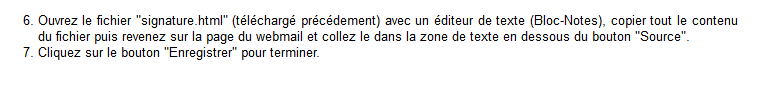 6. Ouvrez le fichier "signature.html" (téléchargé précédement) avec un éditeur de texte (Bloc-Notes), copier tout le contenu
du fichier puis revenez sur la page du webmail et collez le dans la zone de texte en dessous du bouton "Source".
7. Cliquez sur le bouton "Enregistrer" pour terminer.